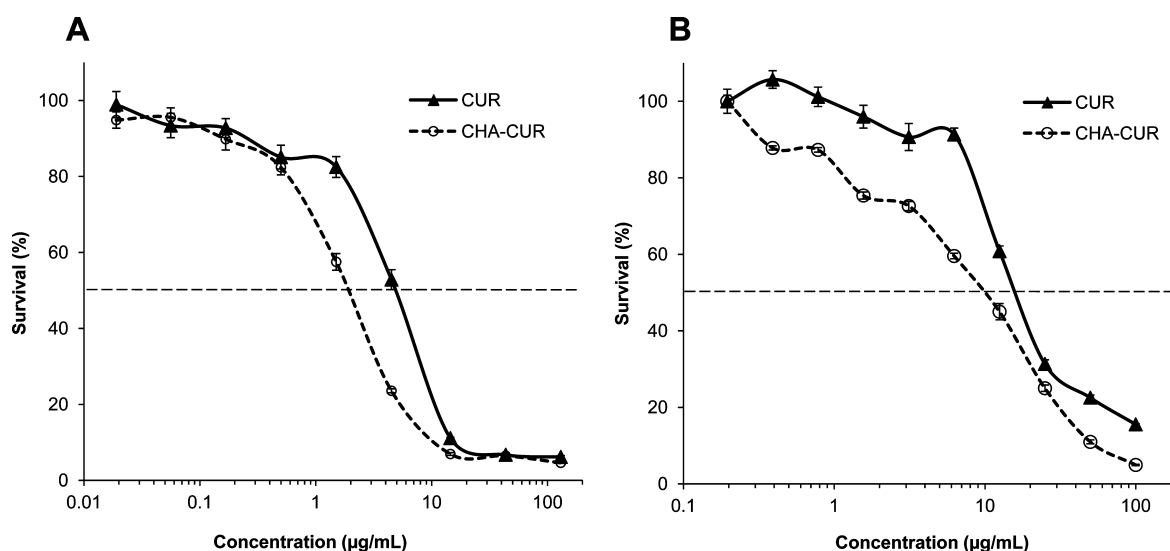 A
CUR
CHA-CUR
Survival (%)
100
80
60
40
20
0
0.01
0.1
1
10
100
Concentration (µg/mL)
B
CUR
CHA-CUR
Survival (%)
100
80
60
40
20
0
0.1
1
10
100
Concentration (µg/mL)